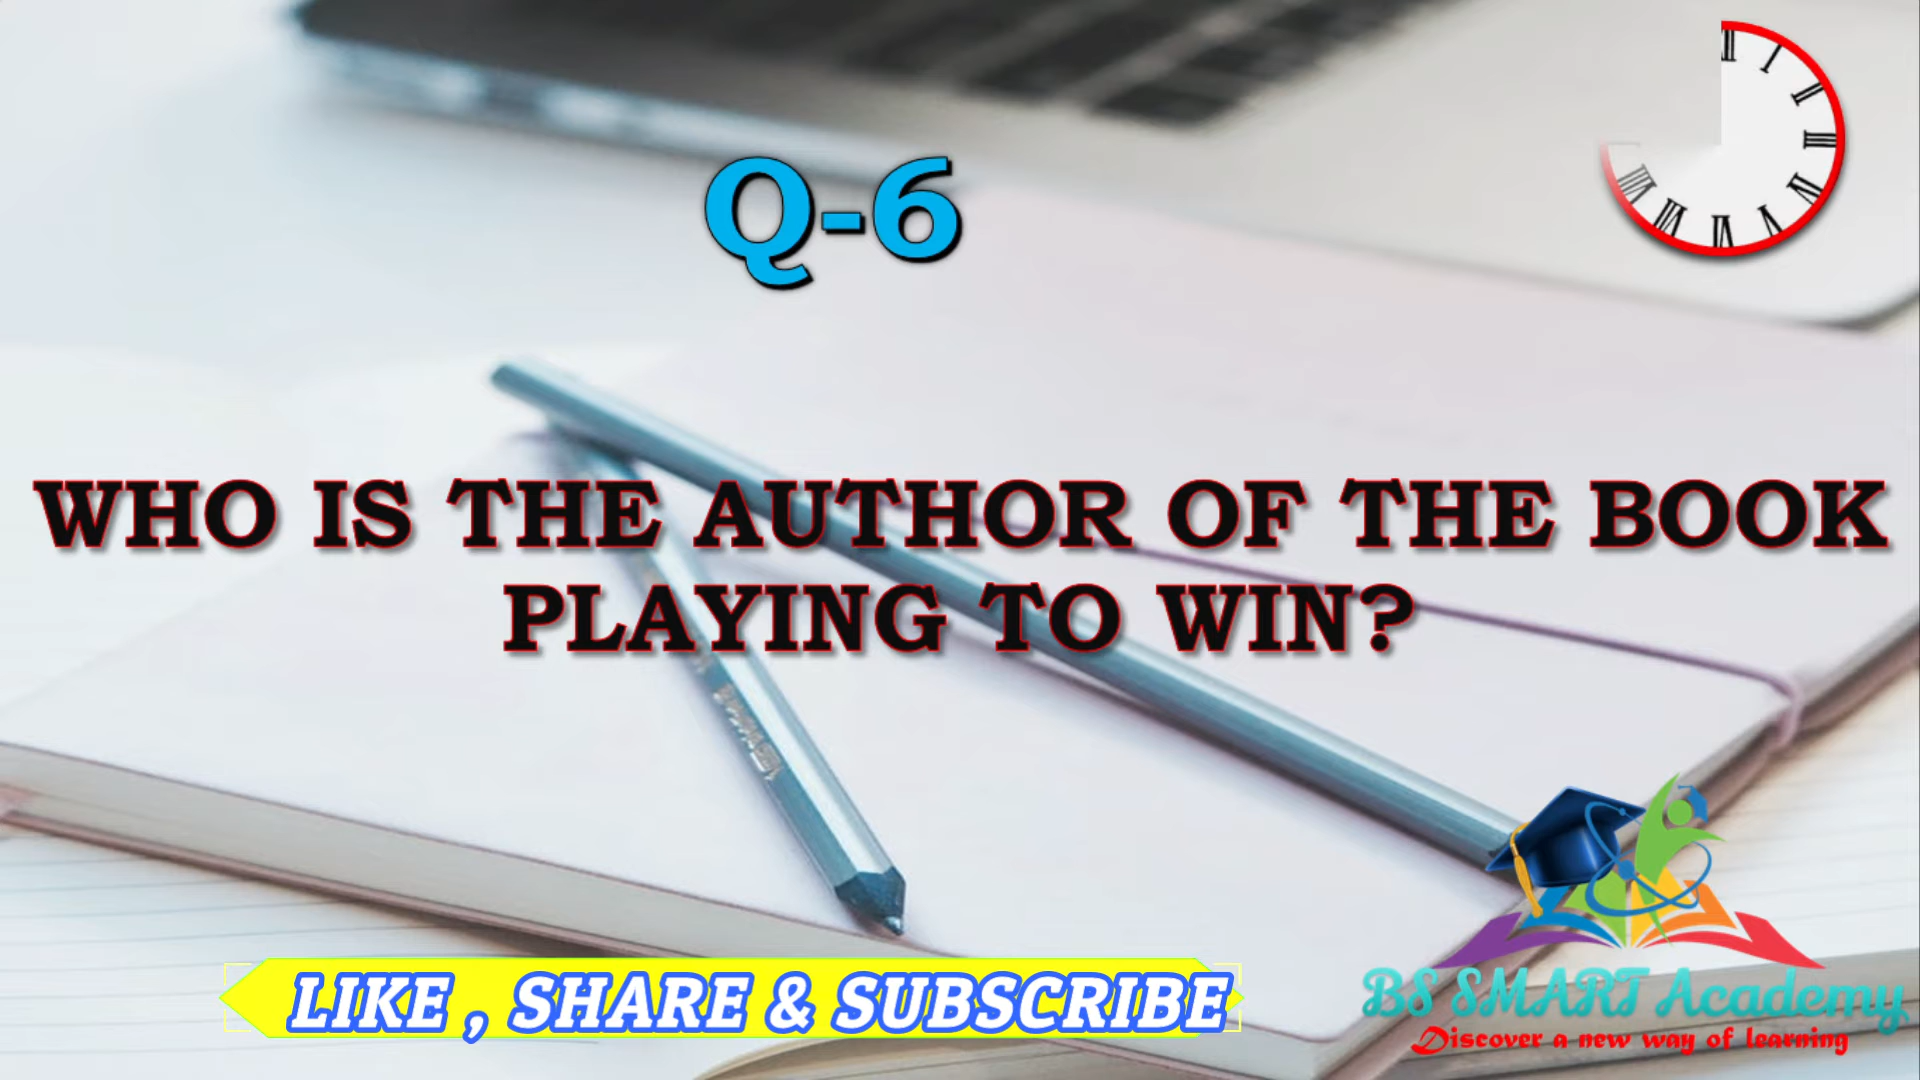 Q-6
WHO IS THE AUTHOR OF THE BOOK
PLAYING TO WIN?
LIKE , SHARE & SUBSCRIBE
BS SMART Academy
Discover a new way of learning